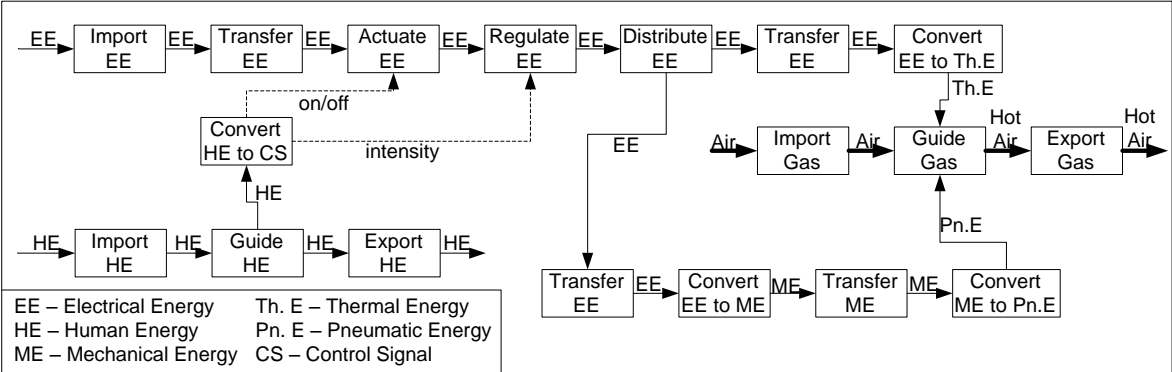 EE
Import
EE
EE
Transfer
EE
EE
Actuate
EE
EE
Regulate
EE
EE
Distribute
EE
EE
Transfer
EE
EE
Convert
EE to Th.E
on/off
Th.E
Convert
HE to CS
intensity
EE
Air
Import
Gas
Air
Guide
Gas
Hot
Air
Export
Gas
Hot
Air
HE
Pn.E
HE
Import
HE
HE
Guide
HE
HE
Export
HE
HE
Transfer
EE
EE
Convert
EE to ME
ME
Transfer
ME
ME
Convert
ME to Pn.E
EE – Electrical Energy
HE – Human Energy
ME – Mechanical Energy
Th. E – Thermal Energy
Pn. E – Pneumatic Energy
CS – Control Signal